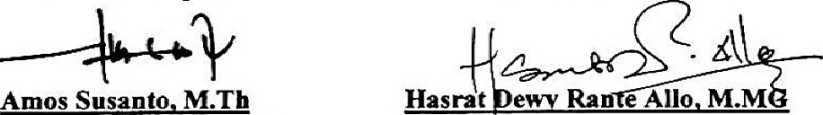 Amos Susanto, M.Th
Hasrat Dewy Rante Allo, M.MG